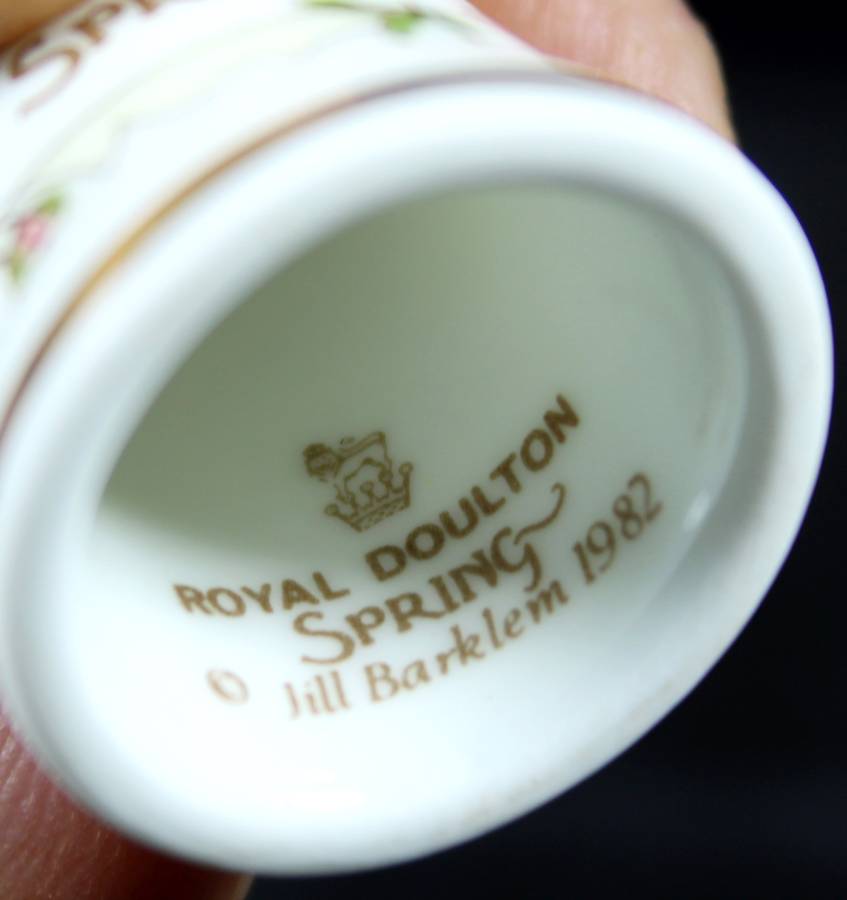 ROYAL DOULTON
SPRING
© Jill Barklem 1982